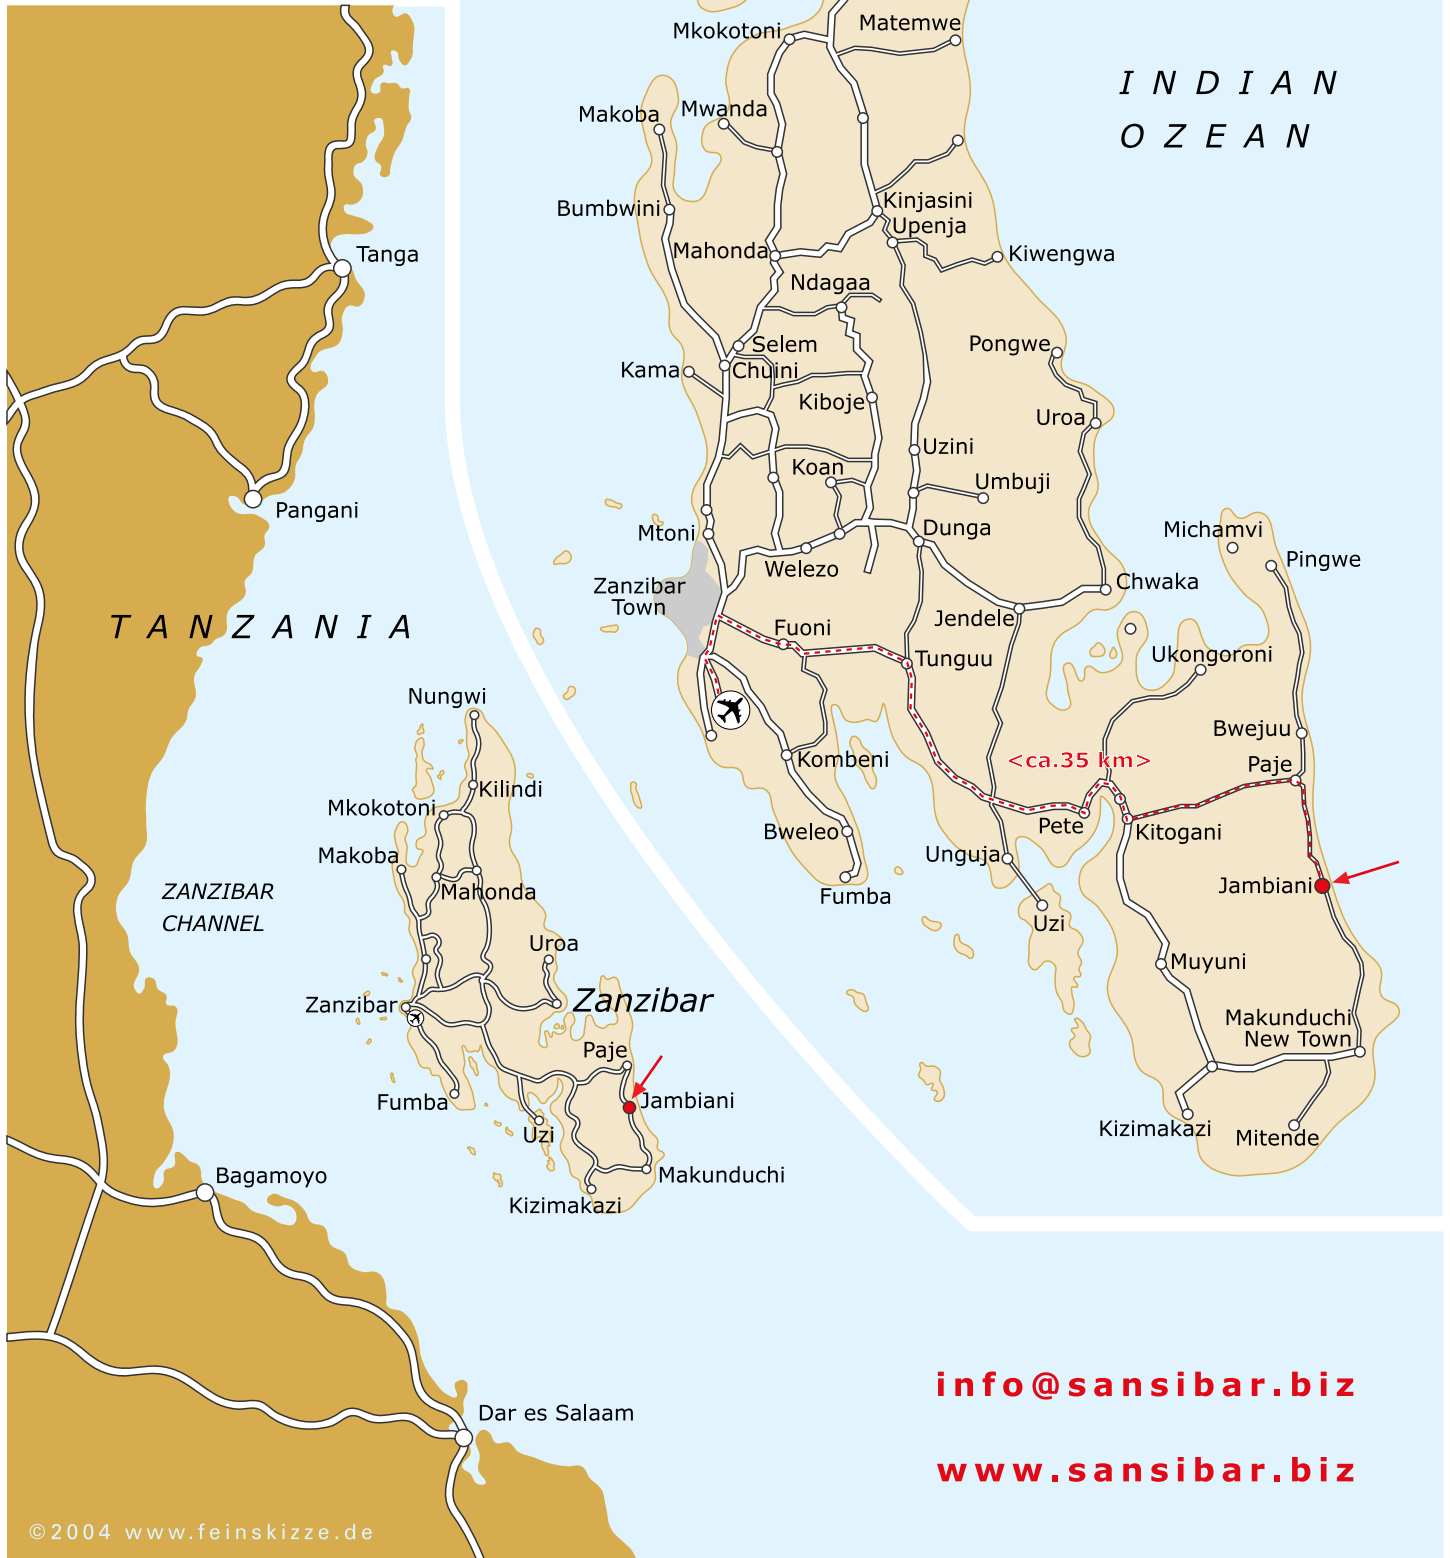 Mkokotoni
Matemwe
INDIAN
OZEAN
Makoba
Mwanda
Bumbwini
Kinjasini
Upenja
Mahonda
Kiwengwa
Ndagaa
Tanga
Selem
Pongwe
Kama
Chuini
Kiboje
Uroa
Uzini
Koan
Umbuji
Pangani
Mtoni
Dunga
Michamvi
Pingwe
Welezo
Chwaka
Zanzibar
Town
Jendele
TANZANIA
Fuoni
Tunguu
Ukongoroni
Nungwi
Bwejuu
Kombeni
<ca.35 km>
Paje
Kilindi
Mkokotoni
Bweleo
Pete
Kitogani
Makoba
Unguja
Jambiani
Mahonda
Fumba
ZANZIBAR
CHANNEL
Uzi
Uroa
Muyuni
Zanzibar
Zanzibar
Makunduchi
New Town
Paje
Fumba
Jambiani
Uzi
Kizimakazi
Mitende
Bagamoyo
Makunduchi
Kizimakazi
info@sansibar.biz
Dar es Salaam
www.sansibar.biz
©2004 www.feinskizze.de